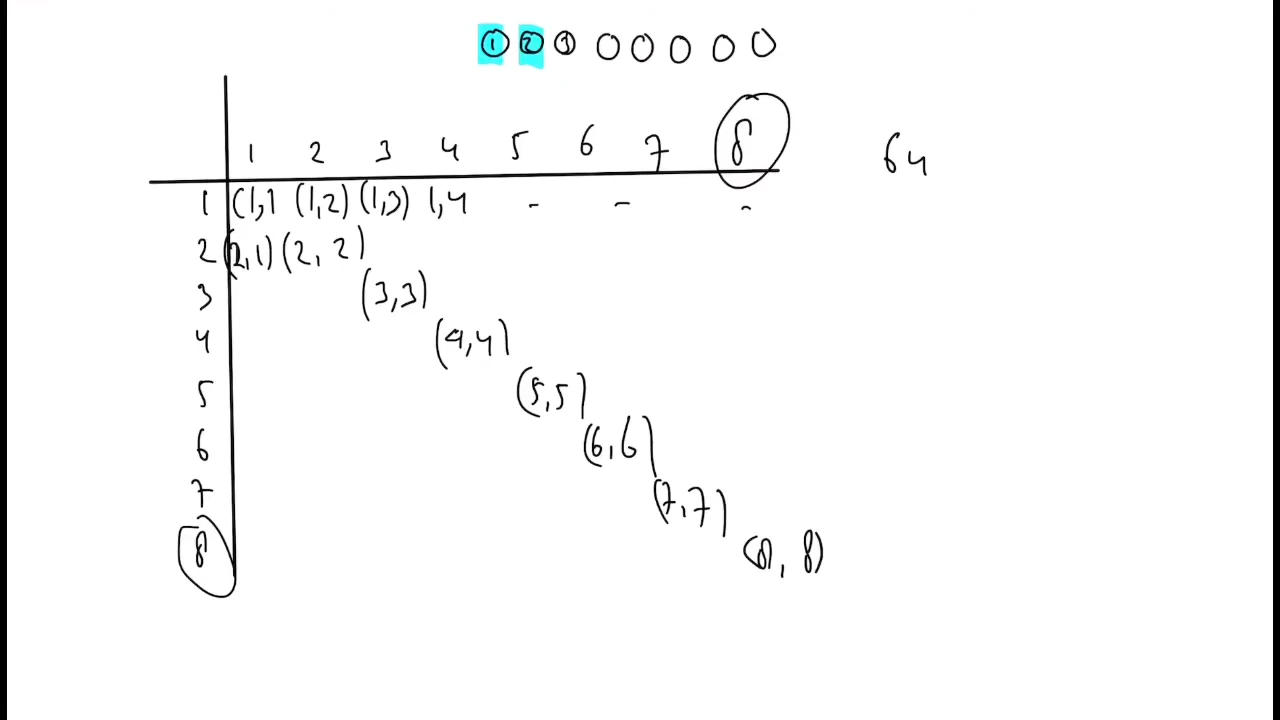 1 2 3
1 2 3 4 5 6 7 8 64
1 (1,1 (1,2) (1,3) 1,4 - - -
2 (2,1) (2, 2)
3 (3,3)
4 (4,4)
5 (5,5)
6 (6,6)
7 (7,7)
8 (8, 8)